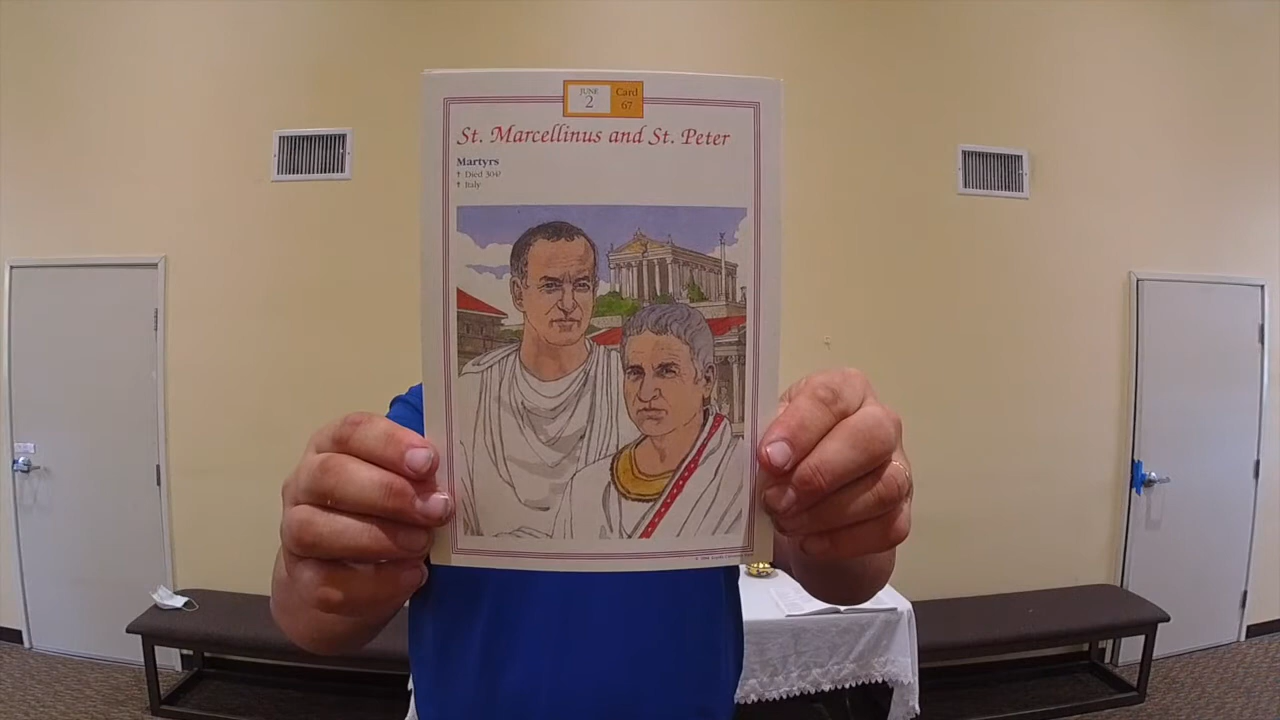 JUNE
2
Card
67
St. Marcellinus and St. Peter
Martyrs
† Died 304?
† Italy